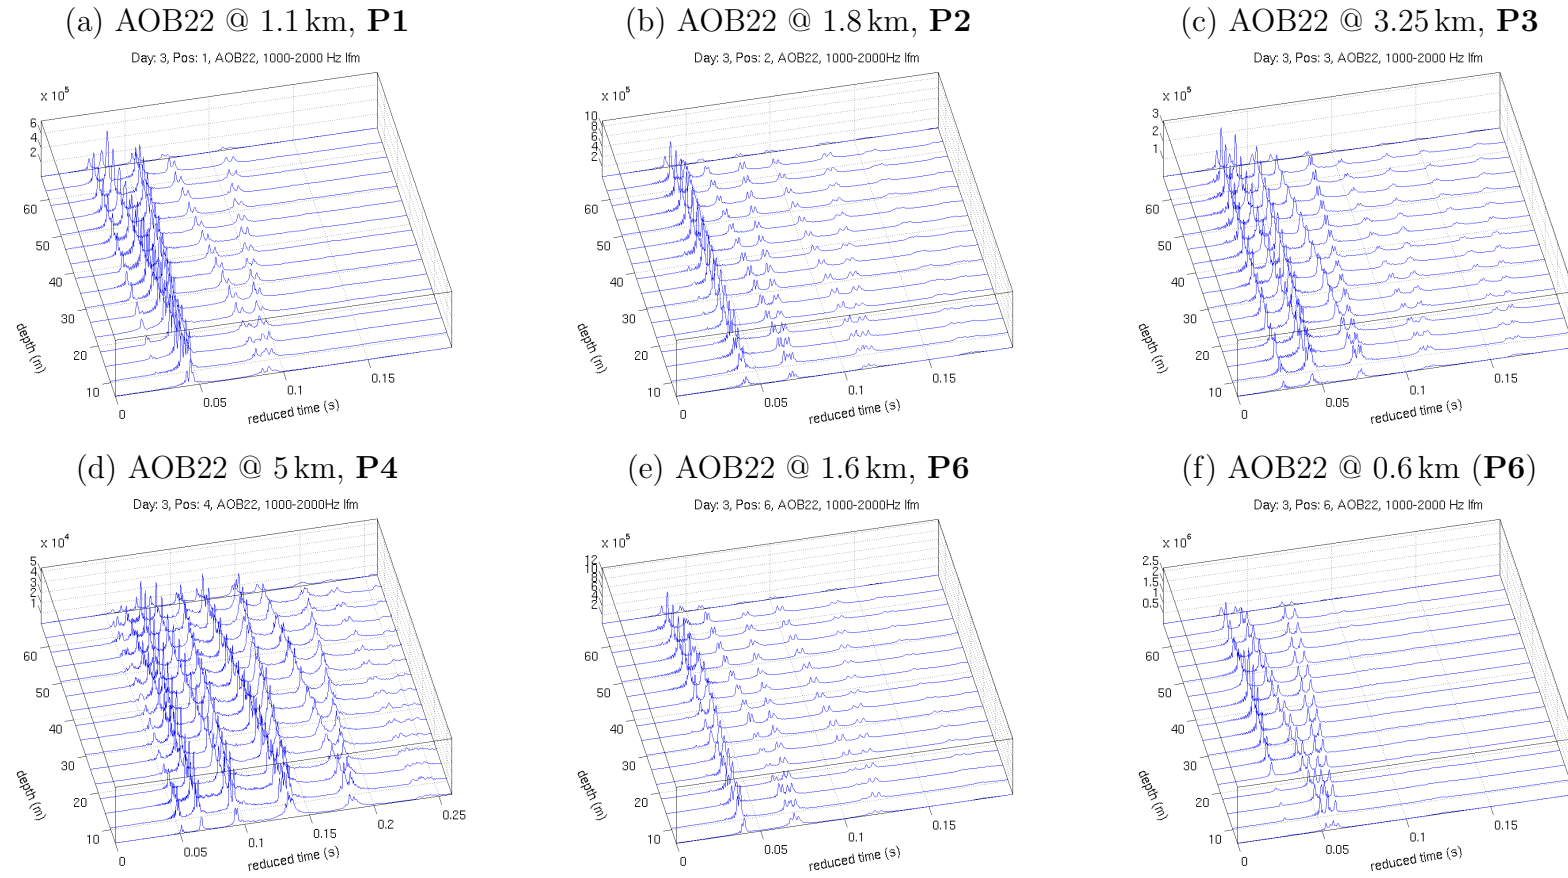 (a) AOB22 @ 1.1 km, P1
Day: 3, Pos: 1, AOB22, 1000-2000 Hz lfm
x 10^5
6
4
2
60
50
40
30
20
10
depth (m)
0
0.05
0.1
0.15
reduced time (s)
(b) AOB22 @ 1.8 km, P2
Day: 3, Pos: 2, AOB22, 1000-2000Hz lfm
x 10^5
10
8
6
4
2
60
50
40
30
20
10
depth (m)
0
0.05
0.1
0.15
reduced time (s)
(c) AOB22 @ 3.25 km, P3
Day: 3, Pos: 3, AOB22, 1000-2000 Hz lfm
x 10^5
3
2
1
60
50
40
30
20
10
depth (m)
0
0.05
0.1
0.15
reduced time (s)
(d) AOB22 @ 5 km, P4
Day: 3, Pos: 4, AOB22, 1000-2000Hz lfm
x 10^4
5
4
3
2
1
60
50
40
30
20
10
depth (m)
0
0.05
0.1
0.15
0.2
0.25
reduced time (s)
(e) AOB22 @ 1.6 km, P6
Day: 3, Pos: 6, AOB22, 1000-2000Hz lfm
x 10^5
12
10
8
6
4
2
60
50
40
30
20
10
depth (m)
0
0.05
0.1
0.15
reduced time (s)
(f) AOB22 @ 0.6 km (P6)
Day: 3, Pos: 6, AOB22, 1000-2000 Hz lfm
x 10^6
2.5
2
1.5
1
0.5
60
50
40
30
20
10
depth (m)
0
0.05
0.1
0.15
reduced time (s)